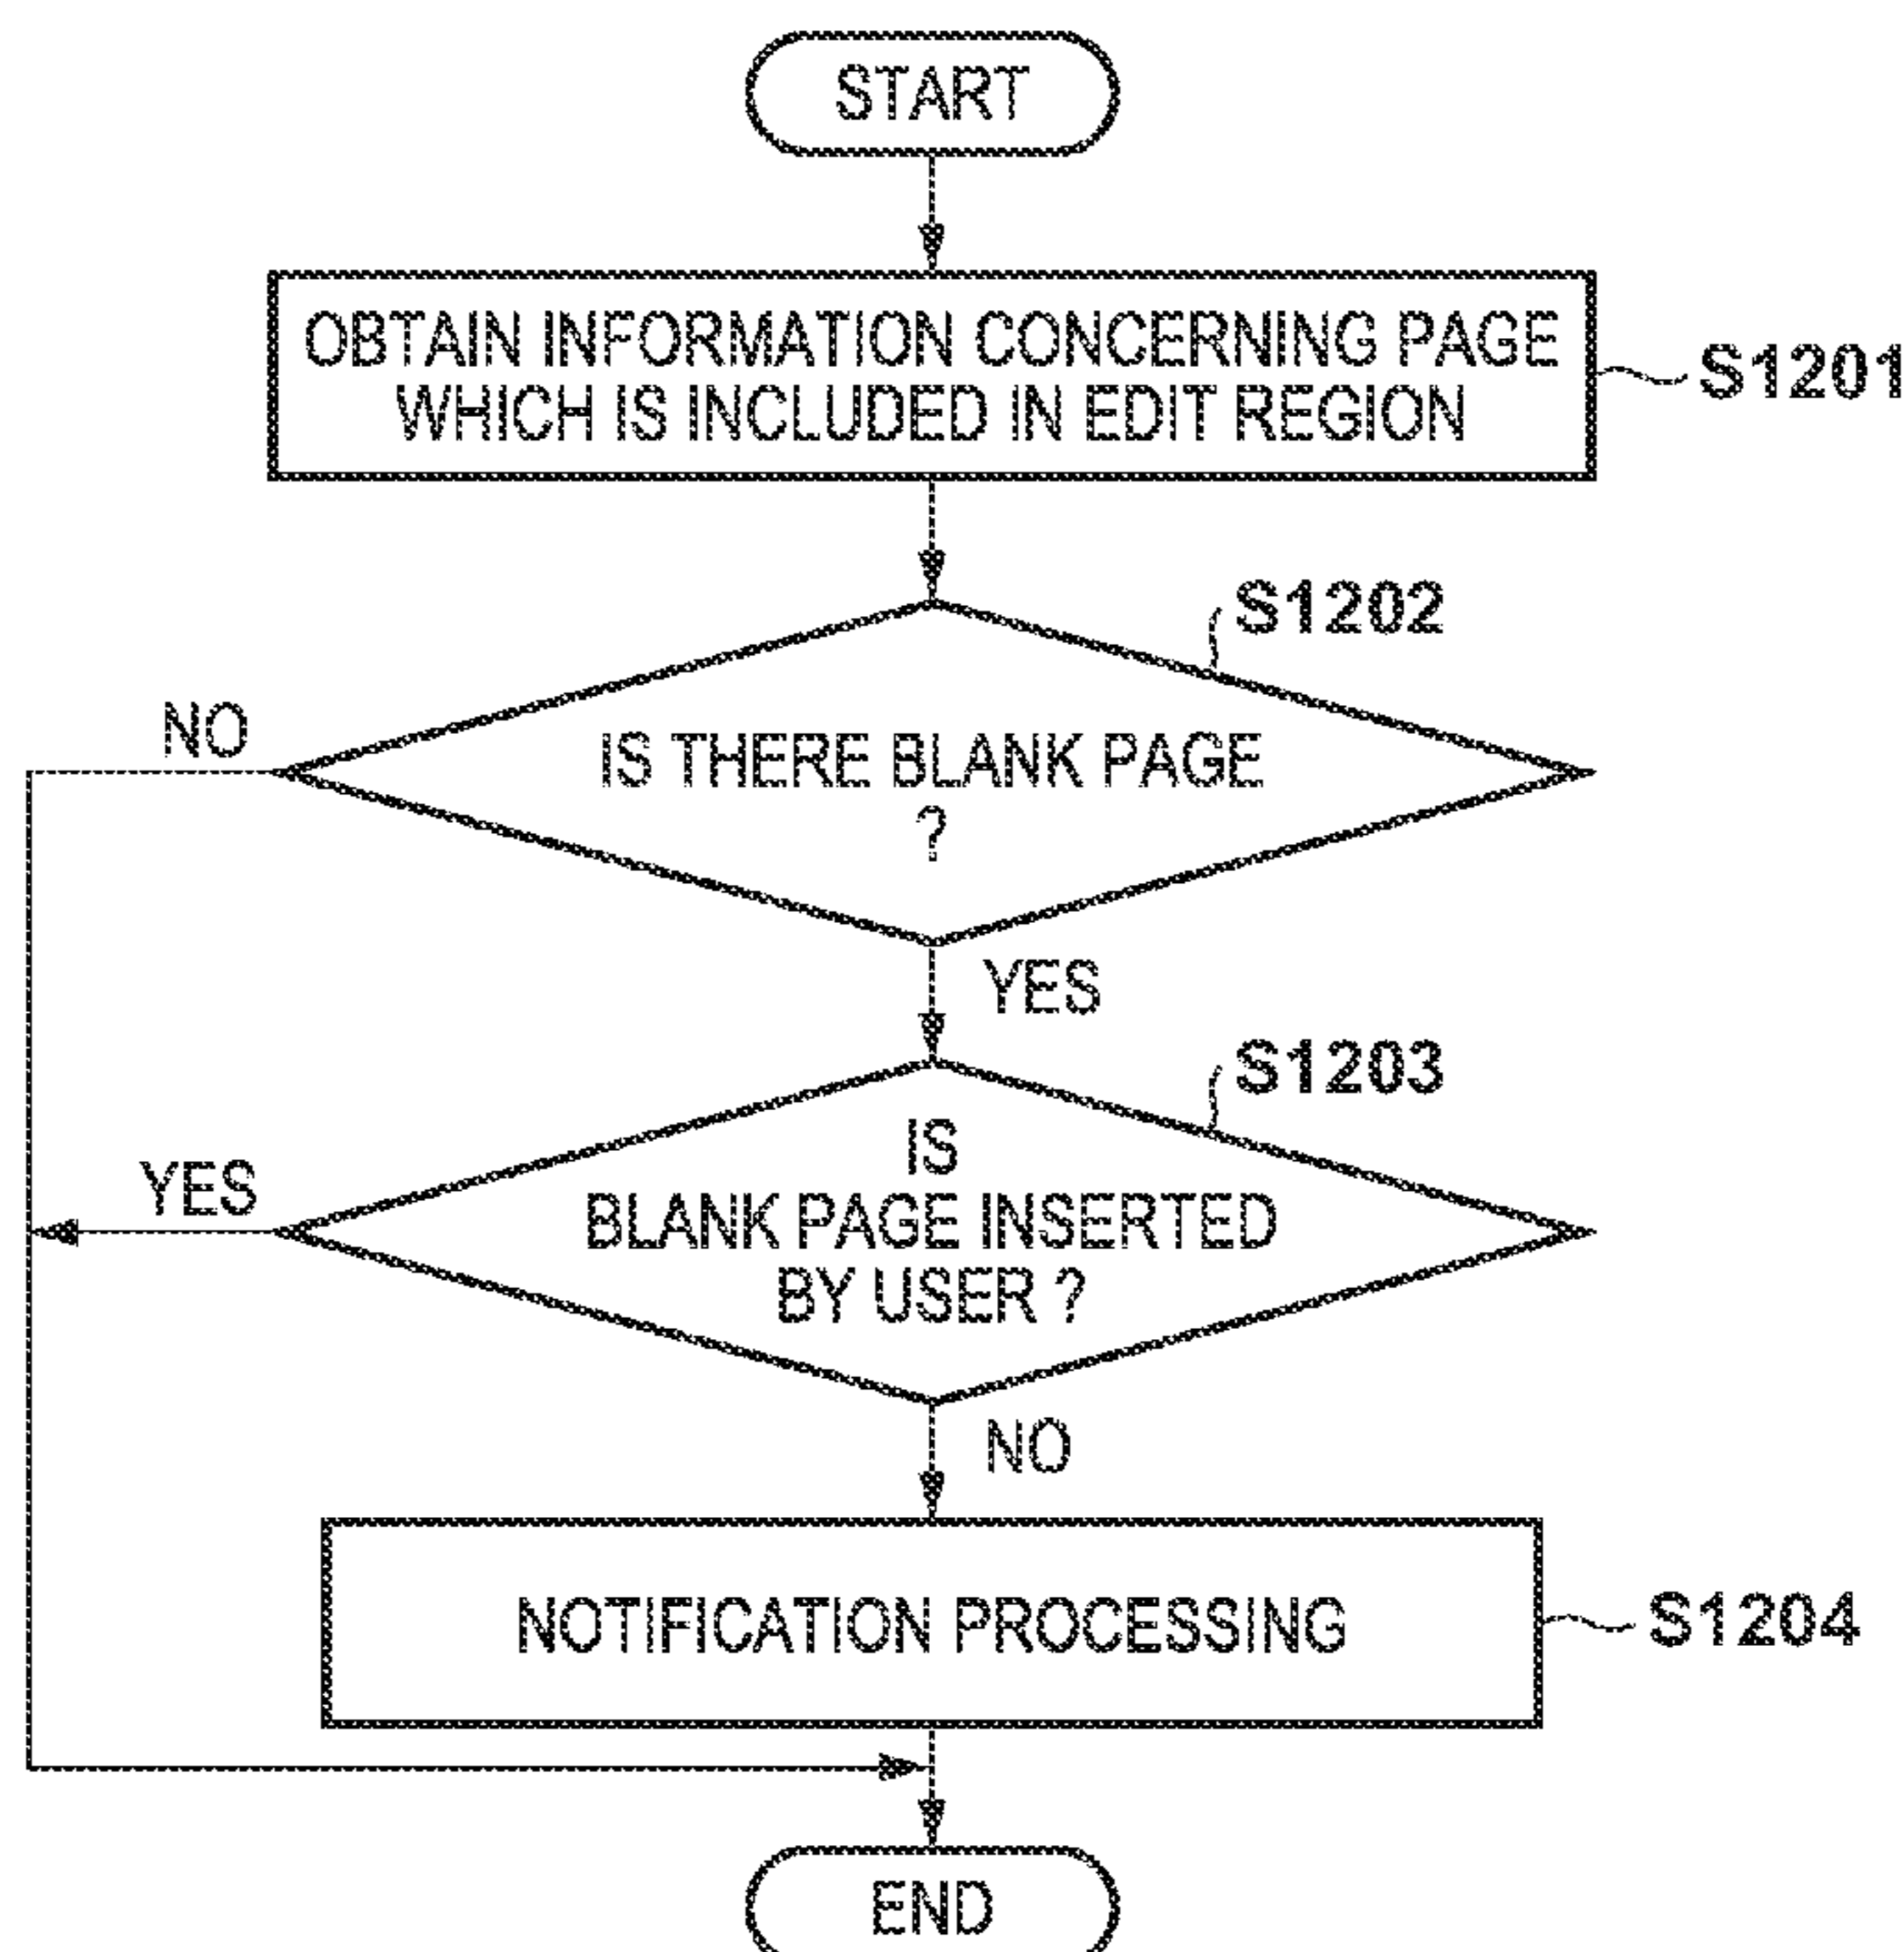 START
OBTAIN INFORMATION CONCERNING PAGE
WHICH IS INCLUDED IN EDIT REGION
S1201
S1202
NO
IS THERE BLANK PAGE
?
YES
S1203
YES
IS
BLANK PAGE INSERTED
BY USER ?
NO
NOTIFICATION PROCESSING
S1204
END